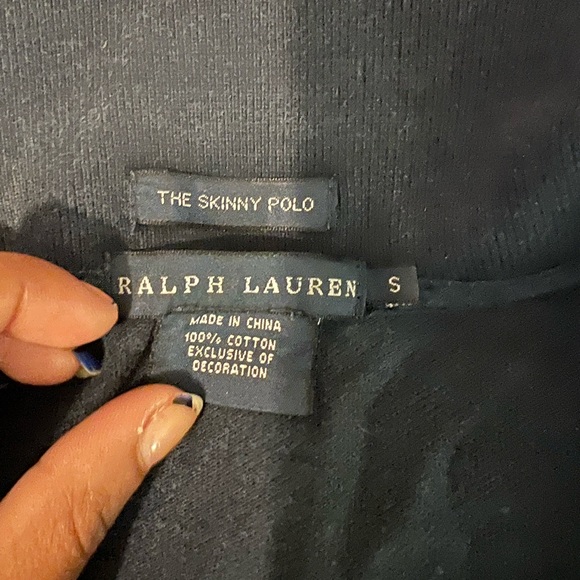 THE SKINNY POLO
RALPH LAUREN
S
MADE IN CHINA
100% COTTON
EXCLUSIVE OF
DECORATION